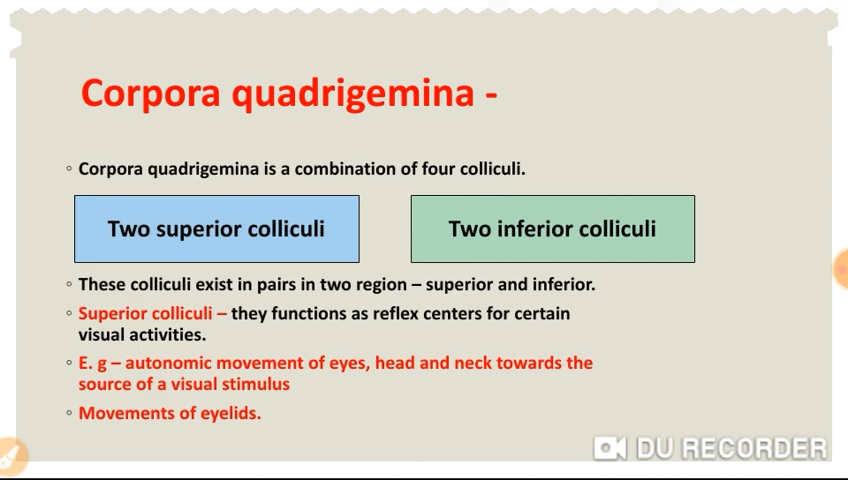 Corpora quadrigemina -
◦ Corpora quadrigemina is a combination of four colliculi.
Two superior colliculi
Two inferior colliculi
◦ These colliculi exist in pairs in two region – superior and inferior.
◦ Superior colliculi – they functions as reflex centers for certain
visual activities.
◦ E. g – autonomic movement of eyes, head and neck towards the
source of a visual stimulus
◦ Movements of eyelids.
DU RECORDER